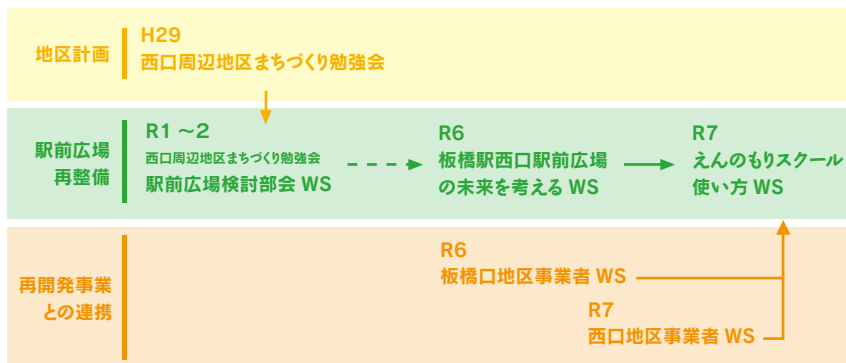 地区計画
H29
西口周辺地区まちづくり勉強会
駅前広場
再整備
R1～2
西口周辺地区まちづくり勉強会
駅前広場検討部会 WS
R6
板橋駅西口駅前広場
の未来を考える WS
R7
えんのもりスクール
使い方 WS
再開発事業
との連携
R6
板橋口地区事業者 WS
R7
西口地区事業者 WS